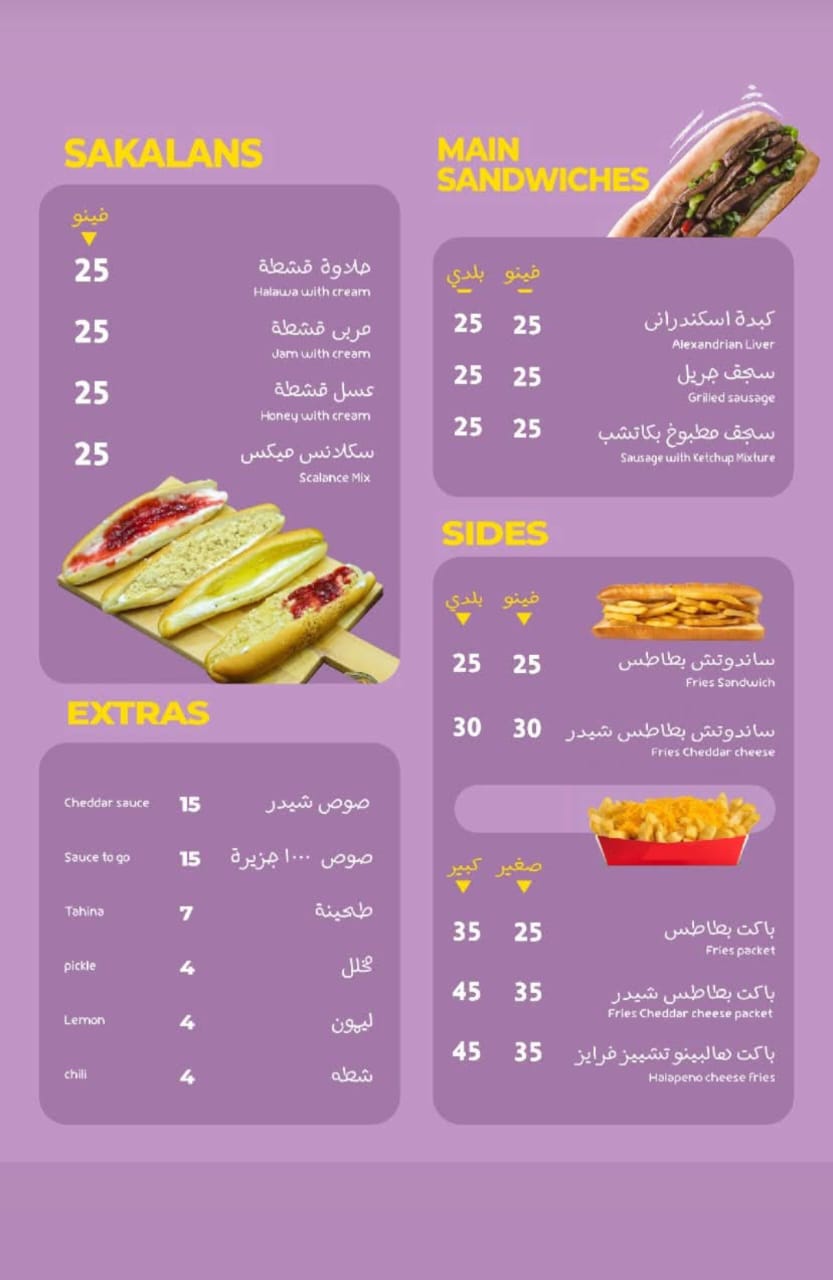 SAKALANS
فينو
25 حلاوة قشطة
Halawa with cream
25 مربى قشطة
Jam with cream
25 عسل قشطة
Honey with cream
25 سكلانس ميكس
Scalance Mix
EXTRAS
Cheddar sauce 15 صوص شيدر
Sauce to go 15 صوص ١٠٠٠ جزيرة
Tahina 7 طحينة
pickle 4 مخلل
Lemon 4 ليمون
chili 4 شطه
MAIN
SANDWICHES
بلدي فينو
25 25 كبدة اسكندرانى
Alexandrian Liver
25 25 سجق جريل
Grilled sausage
25 25 سجق مطبوخ بكاتشب
Sausage with Ketchup Mixture
SIDES
بلدي فينو
25 25 ساندوتش بطاطس
Fries Sandwich
30 30 ساندوتش بطاطس شيدر
Fries Cheddar cheese
كبير صغير
35 25 باكت بطاطس
Fries packet
45 35 باكت بطاطس شيدر
Fries Cheddar cheese packet
45 35 باكت هالبينو تشييز فرايز
Halapeno cheese fries